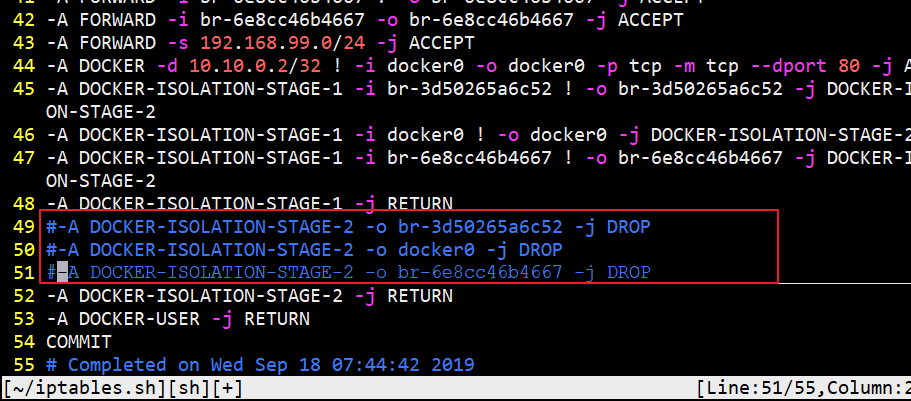 42 -A FORWARD -i br-6e8cc46b4667 -o br-6e8cc46b4667 -j ACCEPT
43 -A FORWARD -s 192.168.99.0/24 -j ACCEPT
44 -A DOCKER -d 10.10.0.2/32 ! -i docker0 -o docker0 -p tcp -m tcp --dport 80 -j A
45 -A DOCKER-ISOLATION-STAGE-1 -i br-3d50265a6c52 ! -o br-3d50265a6c52 -j DOCKER-I
ON-STAGE-2
46 -A DOCKER-ISOLATION-STAGE-1 -i docker0 ! -o docker0 -j DOCKER-ISOLATION-STAGE-2
47 -A DOCKER-ISOLATION-STAGE-1 -i br-6e8cc46b4667 ! -o br-6e8cc46b4667 -j DOCKER-I
ON-STAGE-2
48 -A DOCKER-ISOLATION-STAGE-1 -j RETURN
49 #-A DOCKER-ISOLATION-STAGE-2 -o br-3d50265a6c52 -j DROP
50 #-A DOCKER-ISOLATION-STAGE-2 -o docker0 -j DROP
51 #-A DOCKER-ISOLATION-STAGE-2 -o br-6e8cc46b4667 -j DROP
52 -A DOCKER-ISOLATION-STAGE-2 -j RETURN
53 -A DOCKER-USER -j RETURN
54 COMMIT
55 # Completed on Wed Sep 18 07:44:42 2019
[~/iptables.sh][sh][+] [Line:51/55,Column:2